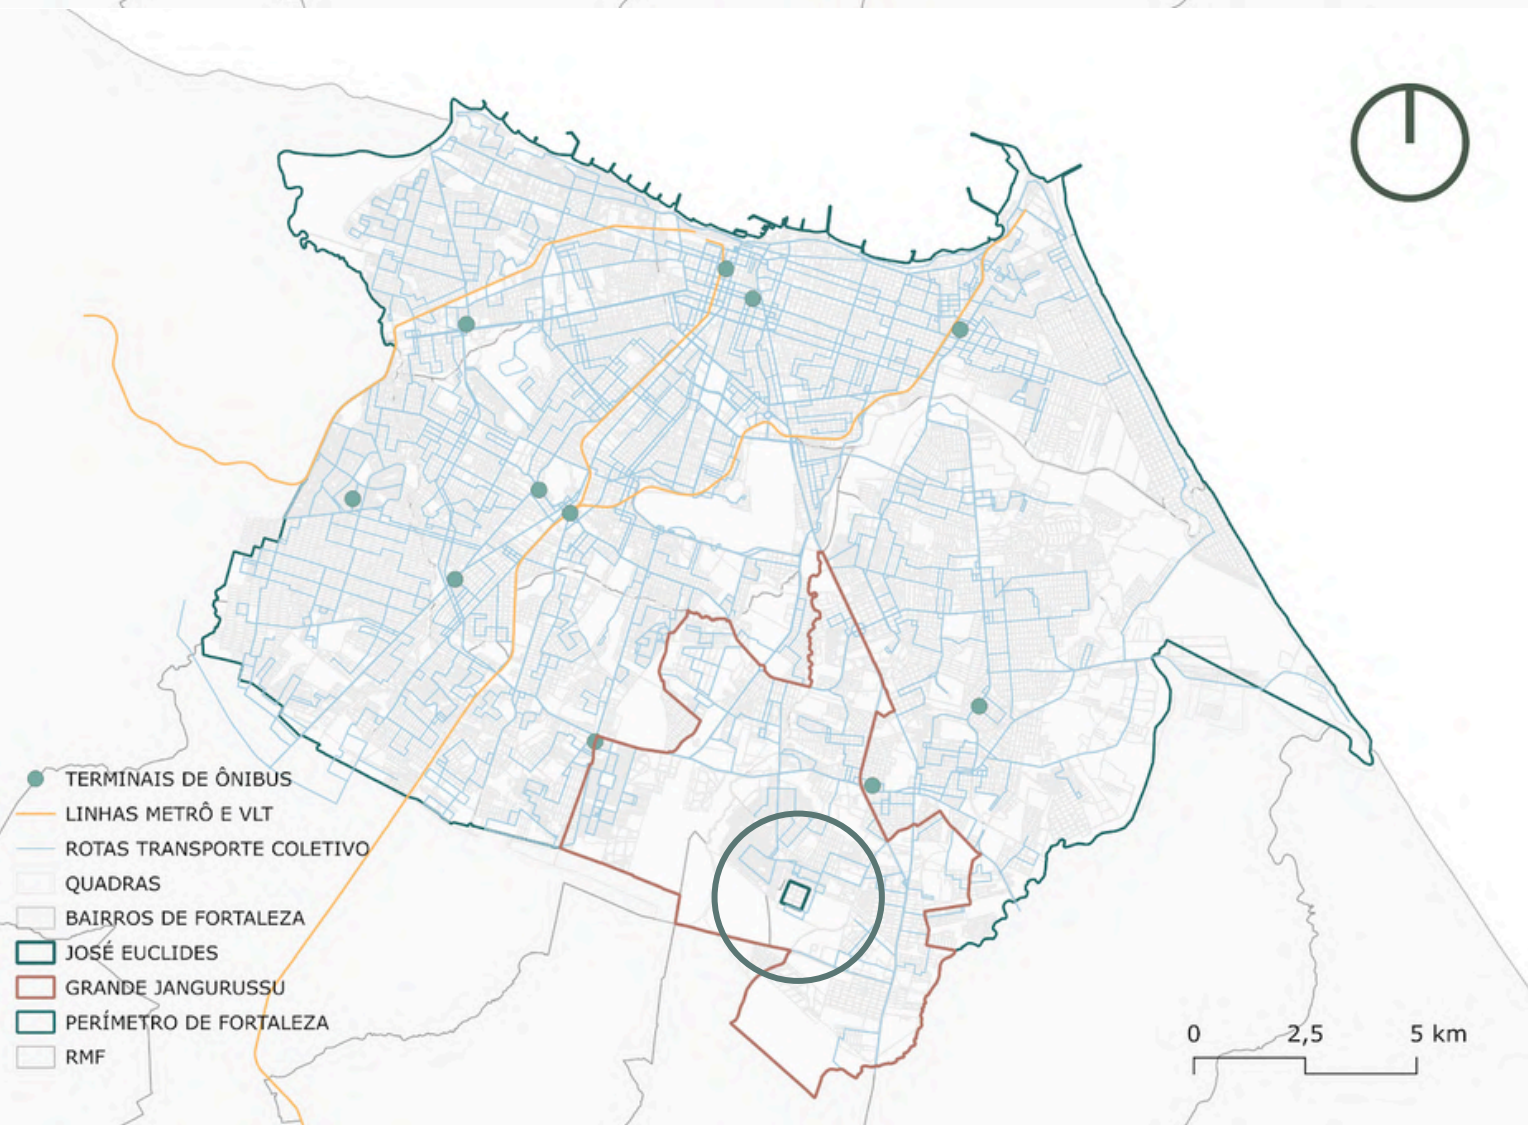 TERMINAIS DE ÔNIBUS
LINHAS METRÔ E VLT
ROTAS TRANSPORTE COLETIVO
QUADRAS
BAIRROS DE FORTALEZA
JOSÉ EUCLIDES
GRANDE JANGURUSSU
PERÍMETRO DE FORTALEZA
RMF
0 2,5 5 km